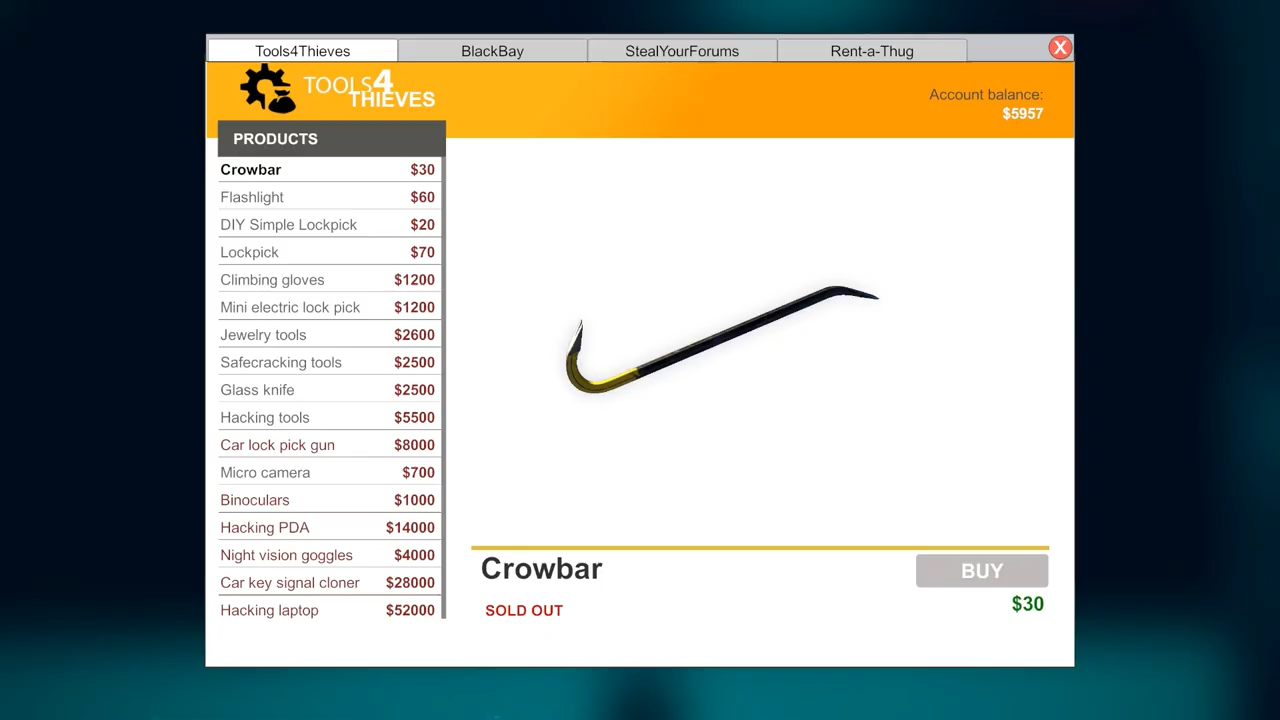 Tools4Thieves BlackBay StealYourForums Rent-a-Thug X
TOOLS4
THIEVES
Account balance:
$5957
PRODUCTS
Crowbar $30
Flashlight $60
DIY Simple Lockpick $20
Lockpick $70
Climbing gloves $1200
Mini electric lock pick $1200
Jewelry tools $2600
Safecracking tools $2500
Glass knife $2500
Hacking tools $5500
Car lock pick gun $8000
Micro camera $700
Binoculars $1000
Hacking PDA $14000
Night vision goggles $4000
Car key signal cloner $28000
Hacking laptop $52000
Crowbar
BUY
SOLD OUT
$30